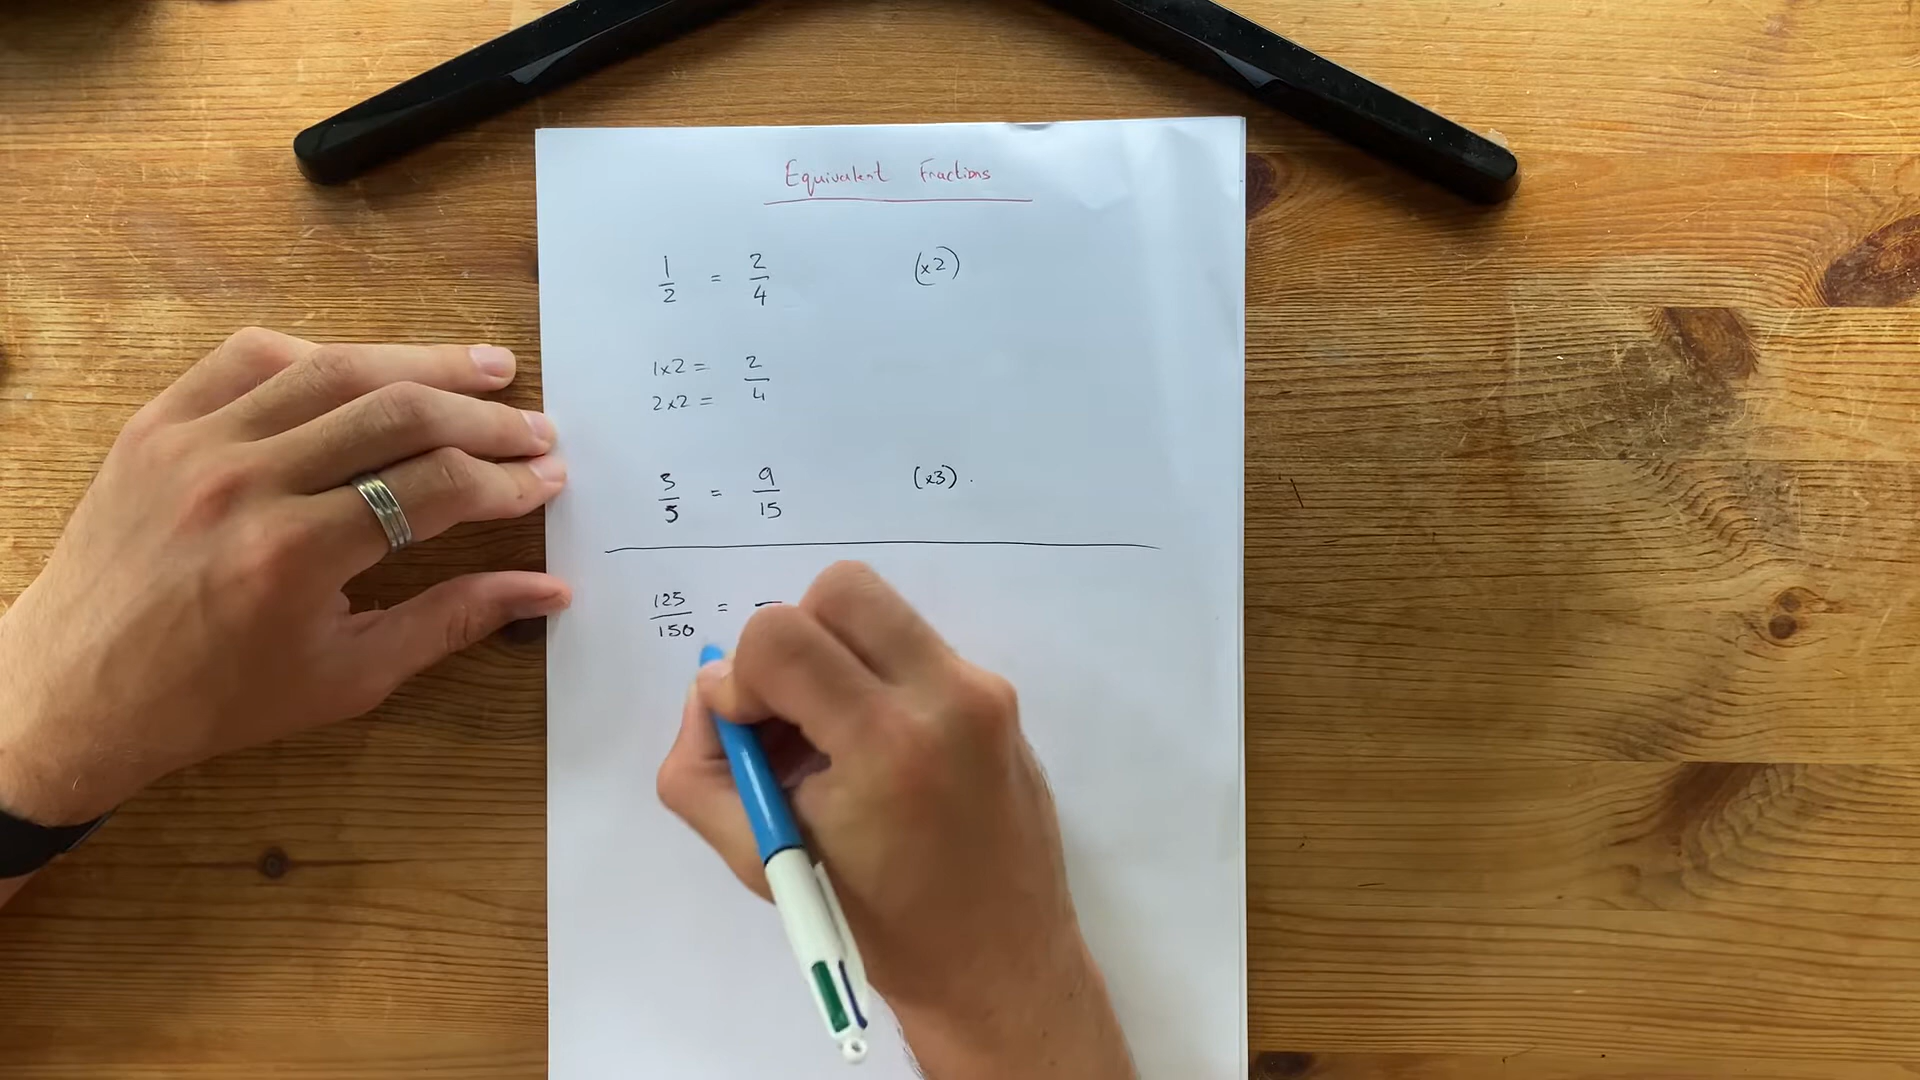 Equivalent Fractions
1/2 = 2/4 (x2)
1x2 = 2
2x2 = 4
3/5 = 9/15 (x3).
125/150 =